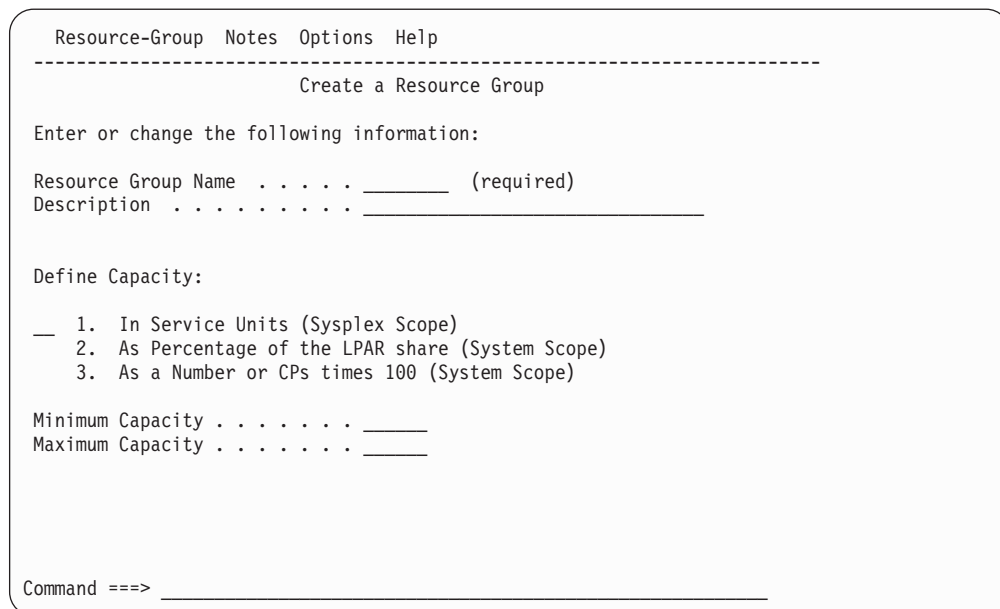 Resource-Group Notes Options Help
--------------------------------------------------------------------------
Create a Resource Group
Enter or change the following information:
Resource Group Name . . . . . ________ (required)
Description . . . . . . . . . ________________________________
Define Capacity:
__ 1. In Service Units (Sysplex Scope)
2. As Percentage of the LPAR share (System Scope)
3. As a Number or CPs times 100 (System Scope)
Minimum Capacity . . . . . . . ______
Maximum Capacity . . . . . . . ______
Command ===> _________________________________________________________